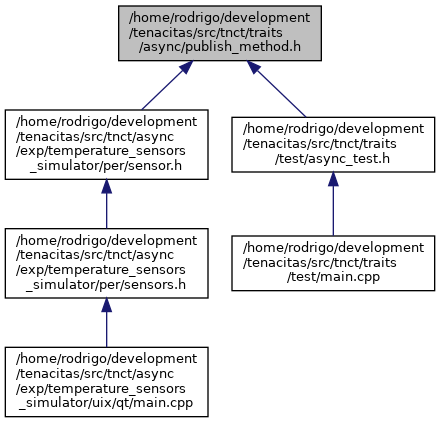 /home/rodrigo/development
/tenacitas/src/tnct/traits
/async/publish_method.h
/home/rodrigo/development
/tenacitas/src/tnct/async
/exp/temperature_sensors
_simulator/per/sensor.h
/home/rodrigo/development
/tenacitas/src/tnct/traits
/test/async_test.h
/home/rodrigo/development
/tenacitas/src/tnct/async
/exp/temperature_sensors
_simulator/per/sensors.h
/home/rodrigo/development
/tenacitas/src/tnct/traits
/test/main.cpp
/home/rodrigo/development
/tenacitas/src/tnct/async
/exp/temperature_sensors
_simulator/uix/qt/main.cpp